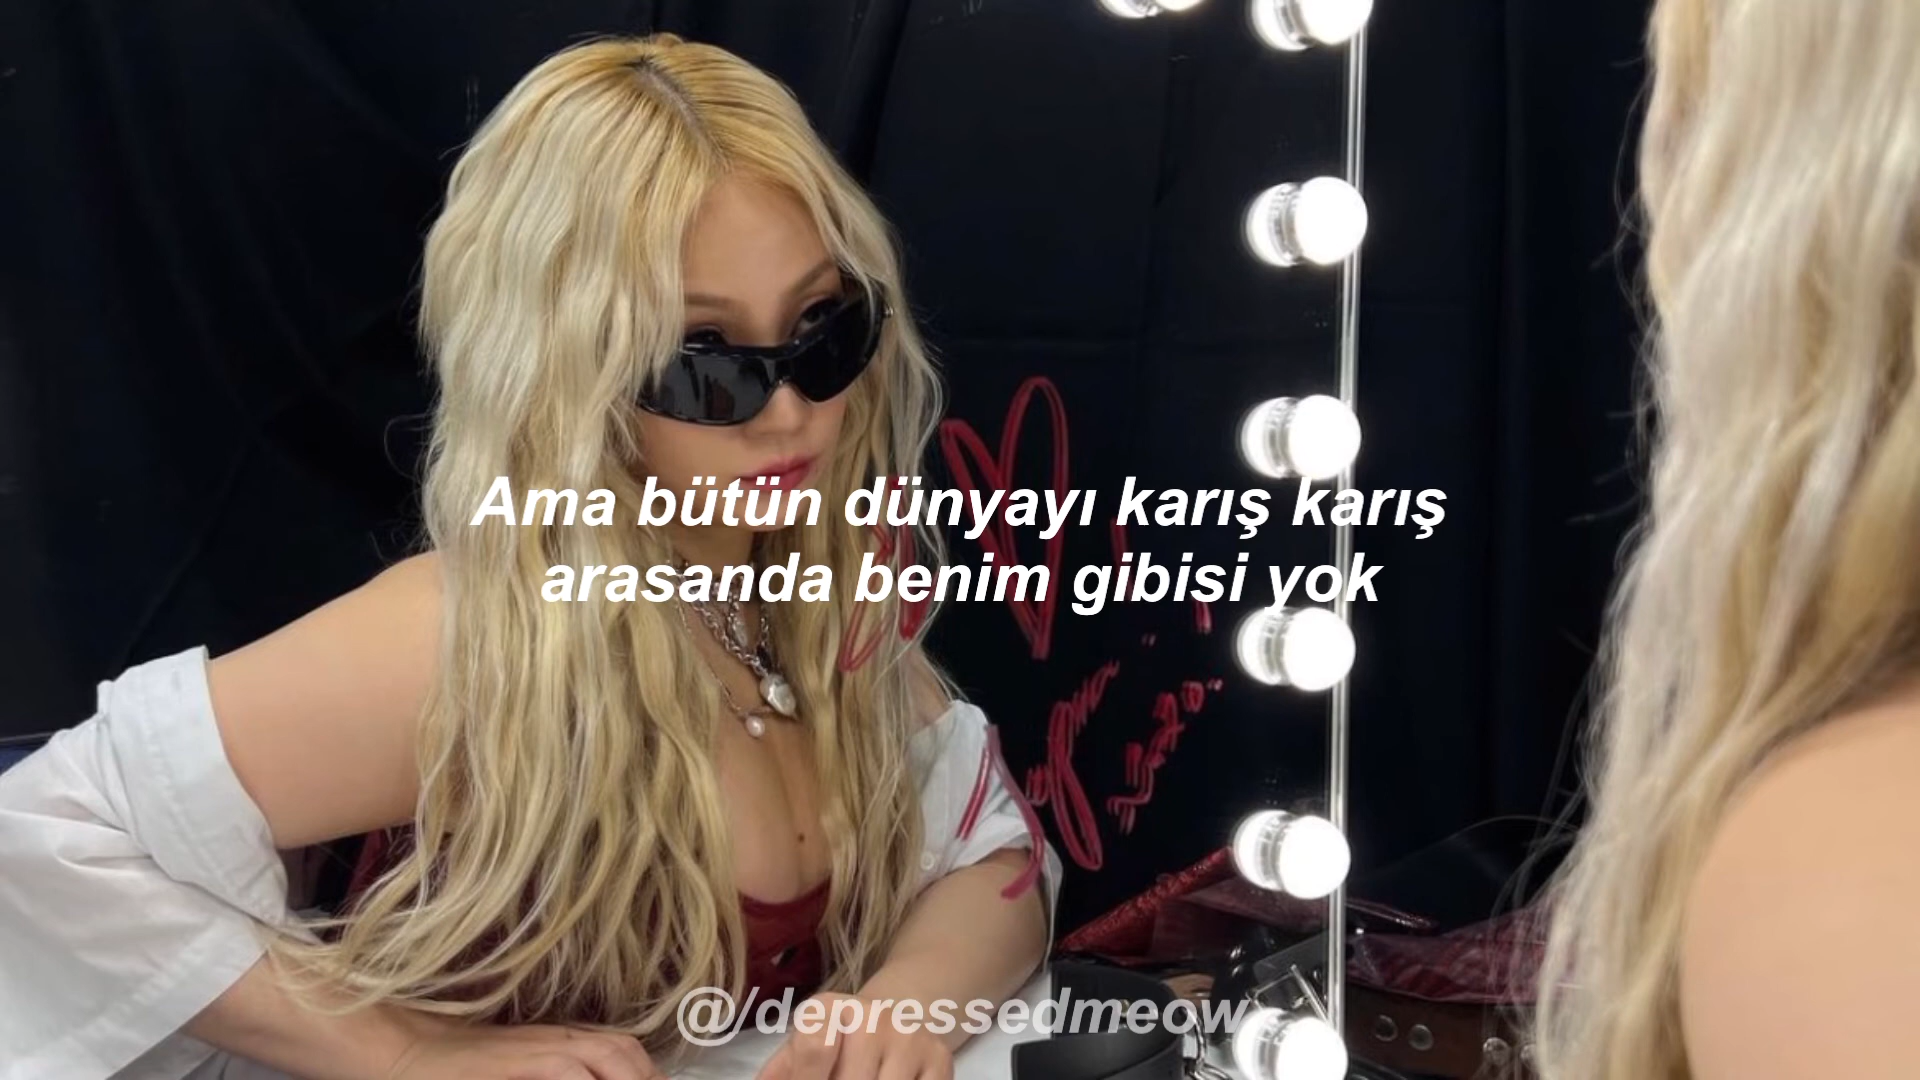 Ama bütün dünyayı karış karış
arasanda benim gibisi yok
@/depressedmeow